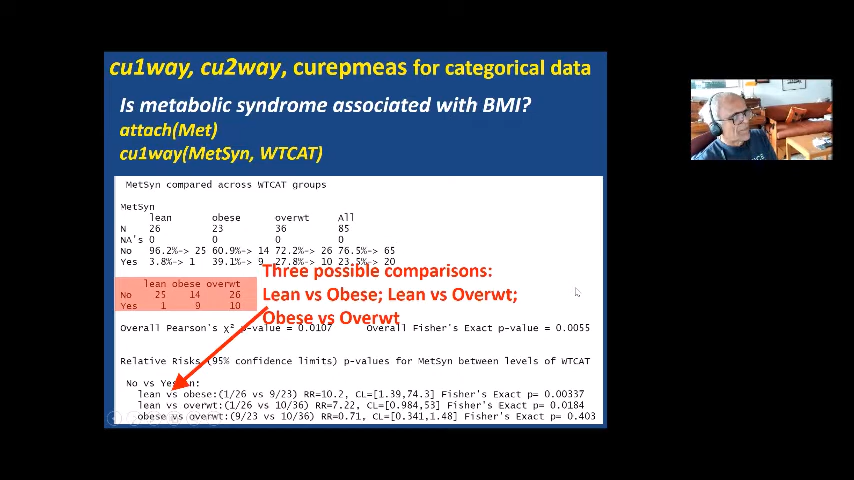 cu1way, cu2way, curepmeas for categorical data
Is metabolic syndrome associated with BMI?
attach(Met)
cu1way(MetSyn, WTCAT)
MetSyn compared across WTCAT groups
MetSyn
lean obese overwt All
N 26 23 36 85
NA's 0 0 0 0
No 96.2%-> 25 60.9%-> 14 72.2%-> 26 76.5%-> 65
Yes 3.8%-> 1 39.1%-> 9 27.8%-> 10 23.5%-> 20
Three possible comparisons:
Lean vs Obese; Lean vs Overwt;
Obese vs Overwt
lean obese overwt
No 25 14 26
Yes 1 9 10
Overall Pearson's χ² p-value = 0.0107 Overall Fisher's Exact p-value = 0.0055
Relative Risks (95% confidence limits) p-values for MetSyn between levels of WTCAT
No vs Yes in:
lean vs obese:(1/26 vs 9/23) RR=10.2, CL=[1.39,74.3] Fisher's Exact p= 0.00337
lean vs overwt:(1/26 vs 10/36) RR=7.22, CL=[0.984,53] Fisher's Exact p= 0.0184
obese vs overwt:(9/23 vs 10/36) RR=0.71, CL=[0.341,1.48] Fisher's Exact p= 0.403